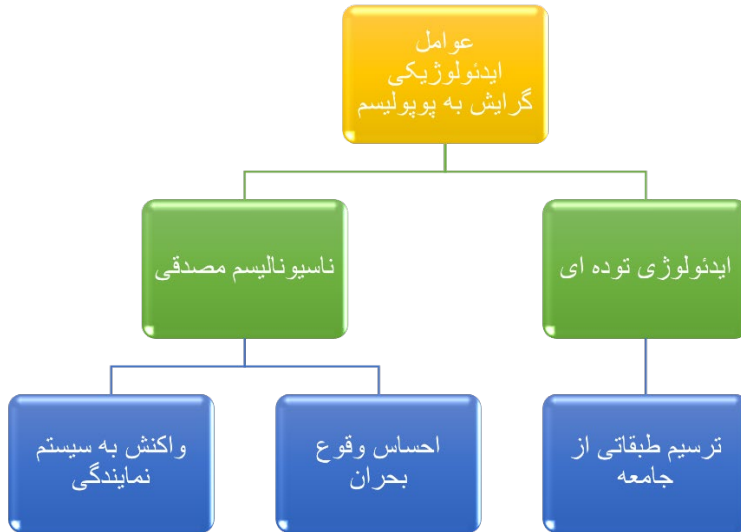 عوامل
ایدئولوژیکی
گرایش به پوپولیسم
ایدئولوژی توده ای
ناسیونالیسم مصدقی
ترسیم طبقاتی از
جامعه
احساس وقوع
بحران
واکنش به سیستم
نمایندگی